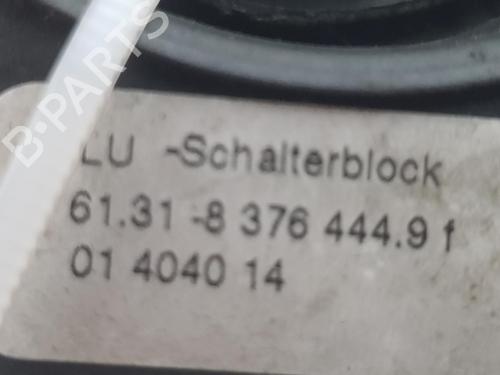 LU -Schalterblock
61.31-8 376 444.9 f
01 4040 14
B-PARTS